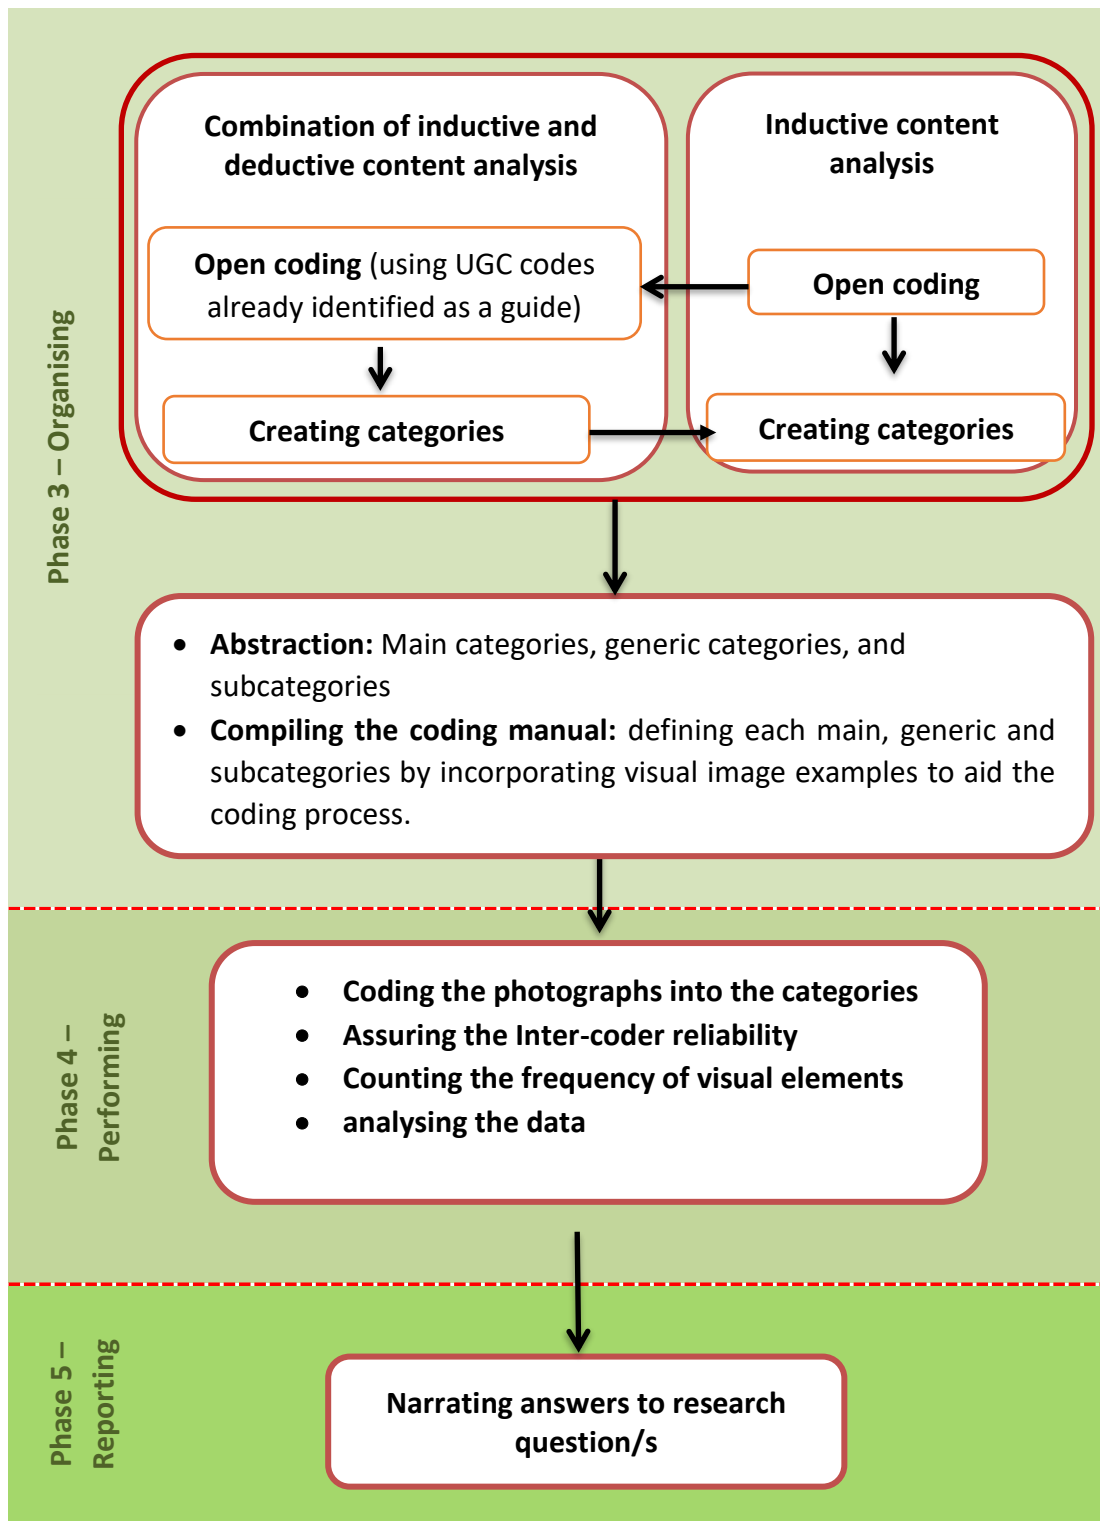 Phase 3 – Organising
Combination of inductive and
deductive content analysis
Open coding (using UGC codes
already identified as a guide)
Creating categories
Inductive content
analysis
Open coding
Creating categories
• Abstraction: Main categories, generic categories, and
subcategories
• Compiling the coding manual: defining each main, generic and
subcategories by incorporating visual image examples to aid the
coding process.
Phase 4 –
Performing
• Coding the photographs into the categories
• Assuring the Inter-coder reliability
• Counting the frequency of visual elements
• analysing the data
Phase 5 –
Reporting
Narrating answers to research
question/s